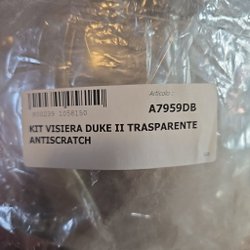 Articolo :
A7959DB
KIT VISIERA DUKE II TRASPARENTE
ANTISCRATCH